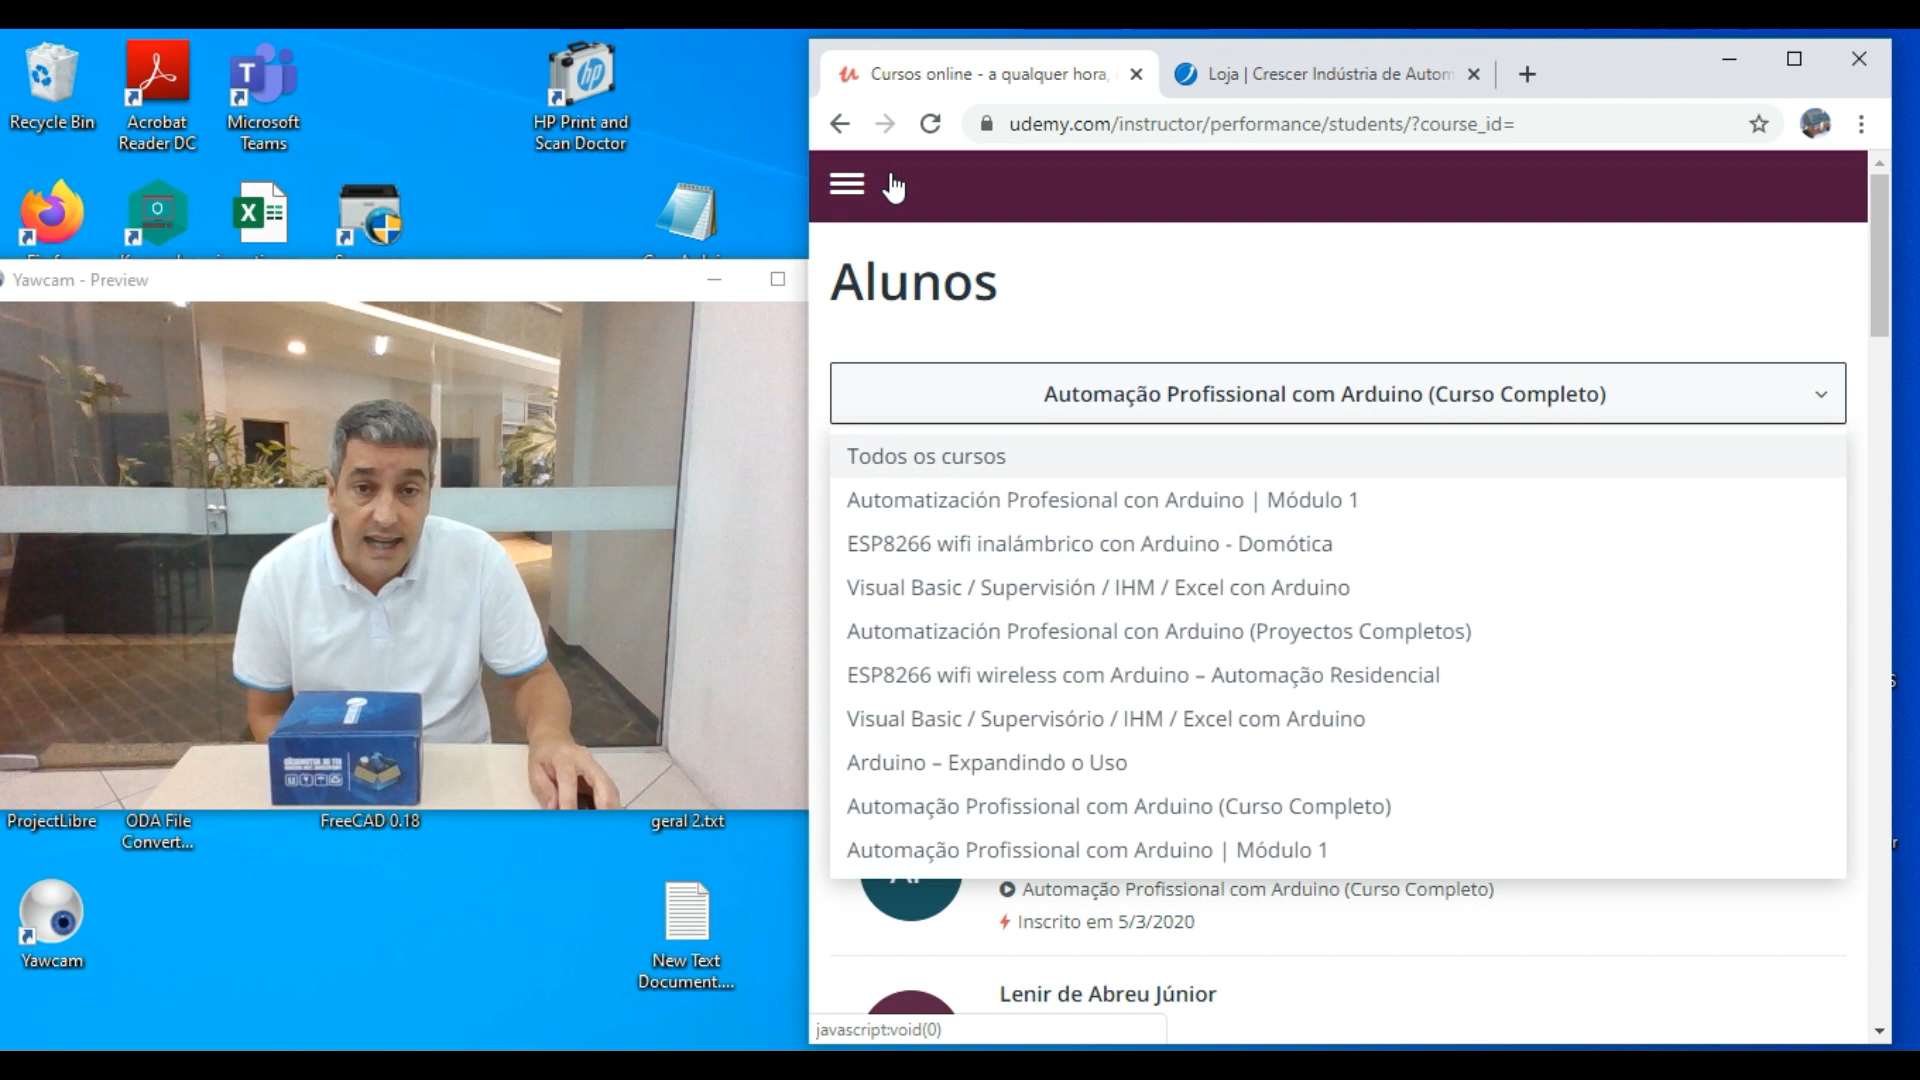 Recycle Bin
Acrobat
Reader DC
Microsoft
Teams
HP Print and
Scan Doctor
Yawcam - Preview
ProjectLibre
ODA File
Convert...
FreeCAD 0.18
geral 2.txt
Yawcam
New Text
Document....
Cursos online - a qualquer hora,
Loja | Crescer Indústria de Autom
udemy.com/instructor/performance/students/?course_id=
Alunos
Automação Profissional com Arduino (Curso Completo)
Todos os cursos
Automatización Profesional con Arduino | Módulo 1
ESP8266 wifi inalámbrico con Arduino - Domótica
Visual Basic / Supervisión / IHM / Excel con Arduino
Automatización Profesional con Arduino (Proyectos Completos)
ESP8266 wifi wireless com Arduino – Automação Residencial
Visual Basic / Supervisório / IHM / Excel com Arduino
Arduino – Expandindo o Uso
Automação Profissional com Arduino (Curso Completo)
Automação Profissional com Arduino | Módulo 1
Automação Profissional com Arduino (Curso Completo)
Inscrito em 5/3/2020
Lenir de Abreu Júnior
javascript:void(0)